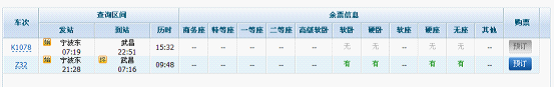 车次 查询区间 余票信息 购票
发站 到站 历时 商务座 特等座 一等座 二等座 高级软卧 软卧 硬卧 软座 硬座 无座 其他
K1078 始 宁波东 武昌 15:32 -- -- -- -- -- 无 无 -- 无 无 -- 预订
07:19 22:51
Z32 始 宁波东 终 武昌 09:48 -- -- -- -- -- 有 有 -- 有 有 -- 预订
21:28 07:16